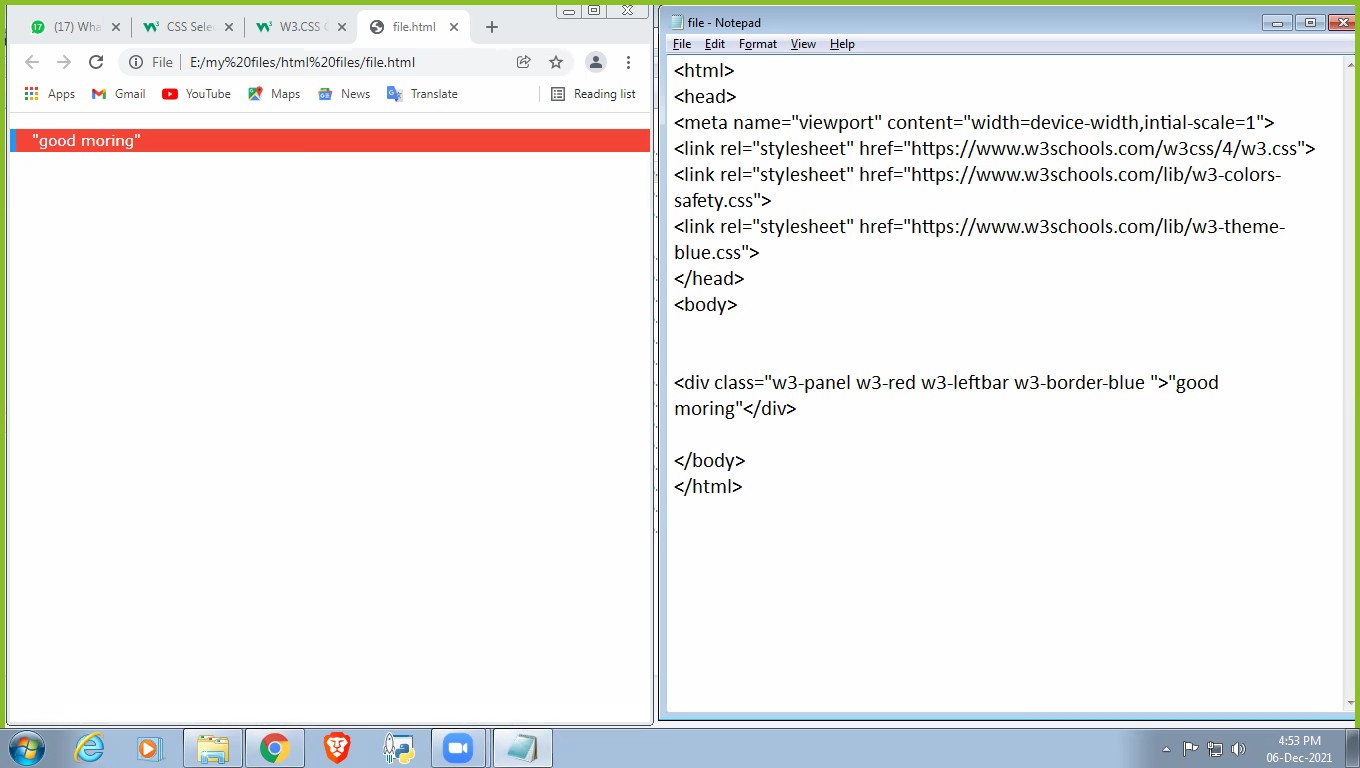 (17) Wha
CSS Sele
W3.CSS C
file.html
File
E:/my%20files/html%20files/file.html
Apps
Gmail
YouTube
Maps
News
Translate
Reading list
"good moring"
file - Notepad
File Edit Format View Help
<html>
<head>
<meta name="viewport" content="width=device-width,intial-scale=1">
<link rel="stylesheet" href="https://www.w3schools.com/w3css/4/w3.css">
<link rel="stylesheet" href="https://www.w3schools.com/lib/w3-colors-
safety.css">
<link rel="stylesheet" href="https://www.w3schools.com/lib/w3-theme-
blue.css">
</head>
<body>
<div class="w3-panel w3-red w3-leftbar w3-border-blue ">"good
moring"</div>
</body>
</html>
4:53 PM
06-Dec-2021